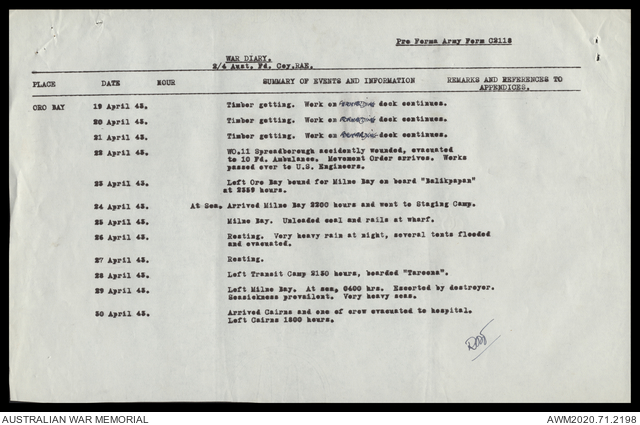 Pro Forma Army Form C2118
WAR DIARY.
2/4 Aust. Fd. Coy.RAE.
PLACE DATE HOUR SUMMARY OF EVENTS AND INFORMATION REMARKS AND REFERENCES TO
APPENDICES.
ORO BAY 19 April 43. Timber getting. Work on dock continues.
20 April 43. Timber getting. Work on dock continues.
21 April 43. Timber getting. Work on dock continues.
22 April 43. WO.11 Spreadborough accidently wounded, evacuated
to 10 Fd. Ambulance. Movement Order arrives. Works
passed over to U.S. Engineers.
23 April 43. Left Oro Bay bound for Milne Bay on board "Balikpapan"
at 2359 hours.
24 April 43. At Sea. Arrived Milne Bay 2200 hours and went to Staging Camp.
25 April 43. Milne Bay. Unloaded coal and rails at wharf.
26 April 43. Resting. Very heavy rain at night, several tents flooded
and evacuated.
27 April 43. Resting.
28 April 43. Left Transit Camp 2130 hours, boarded "Taroona".
29 April 43. Left Milne Bay. At sea, 0600 hrs. Escorted by destroyer.
Seasickness prevailent. Very heavy seas.
30 April 43. Arrived Cairns and one of crew evacuated to hospital.
Left Cairns 1800 hours.
AUSTRALIAN WAR MEMORIAL AWM2020.71.2198